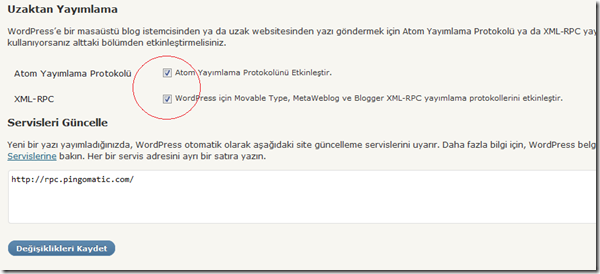 Uzaktan Yayımlama
WordPress'e bir masaüstü blog istemcisinden ya da uzak websitesinden yazı göndermek için Atom Yayımlama Protokolü ya da XML-RPC
kullanıyorsanız alttaki bölümden etkinleştirmelisiniz.
Atom Yayımlama Protokolü Atom Yayımlama Protokolünü Etkinleştir.
XML-RPC WordPress için Movable Type, MetaWeblog ve Blogger XML-RPC yayımlama protokollerini etkinleştir.
Servisleri Güncelle
Yeni bir yazı yayımladığınızda, WordPress otomatik olarak aşağıdaki site güncelleme servislerini uyarır. Daha fazla bilgi için, WordPress
Servislerine bakın. Her bir servis adresini ayrı bir satıra yazın.
http://rpc.pingomatic.com/
Değişiklikleri Kaydet